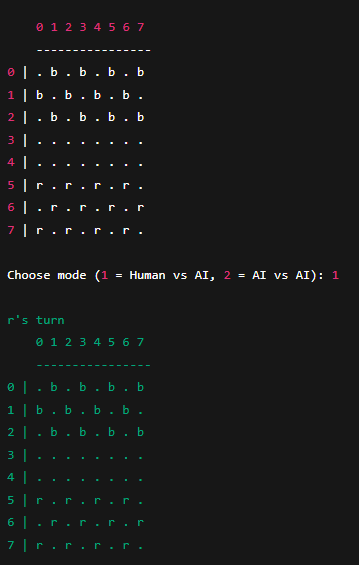 0 1 2 3 4 5 6 7
----------------
0 | . b . b . b . b
1 | b . b . b . b .
2 | . b . b . b . b
3 | . . . . . . . .
4 | . . . . . . . .
5 | r . r . r . r .
6 | . r . r . r . r
7 | r . r . r . r .
Choose mode (1 = Human vs AI, 2 = AI vs AI): 1
r's turn
0 1 2 3 4 5 6 7
----------------
0 | . b . b . b . b
1 | b . b . b . b .
2 | . b . b . b . b
3 | . . . . . . . .
4 | . . . . . . . .
5 | r . r . r . r .
6 | . r . r . r . r
7 | r . r . r . r .